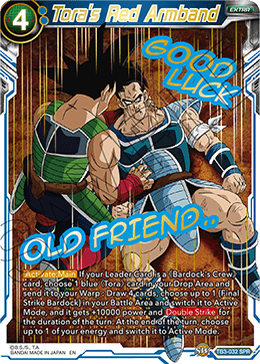 4
Tora's Red Armband
EXTRA
GOOD
LUCK
OLD FRIEND..
Activate Main If your Leader Card is a 《Bardock's Crew》
card, choose 1 blue 〈Tora〉 card in your Drop Area and
send it to your Warp : Draw 4 cards, choose up to 1 {Final
Strike Bardock} in your Battle Area and switch it to Active
Mode, and it gets +10000 power and Double Strike for
the duration of the turn. At the end of the turn, choose
up to 1 of your energy and switch it to Active Mode.
©B.S./S., T.A.
BANDAI MADE IN JAPAN EN
TB3-032 SPR